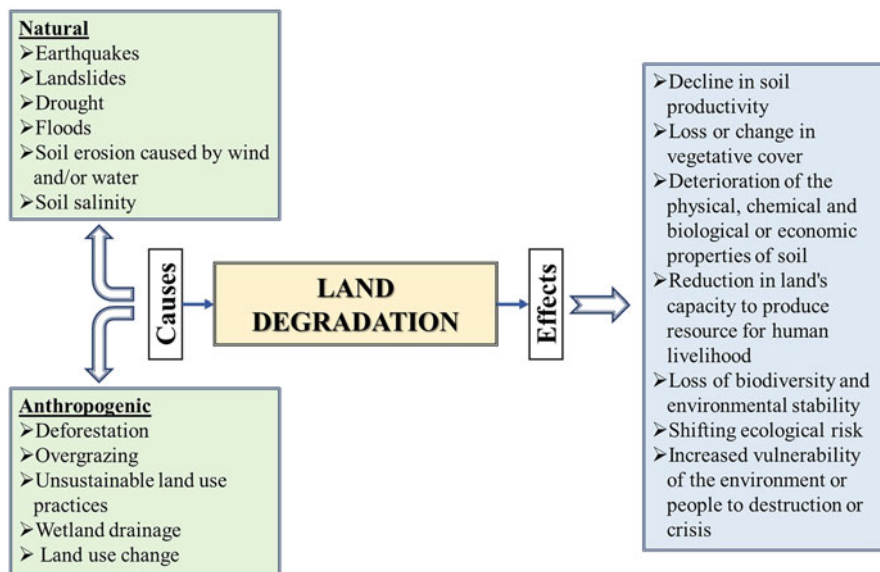 Natural
➢Earthquakes
➢Landslides
➢Drought
➢Floods
➢Soil erosion caused by wind
and/or water
➢Soil salinity
Causes
LAND
DEGRADATION
Effects
Anthropogenic
➢Deforestation
➢Overgrazing
➢Unsustainable land use
practices
➢Wetland drainage
➢ Land use change
➢Decline in soil
productivity
➢Loss or change in
vegetative cover
➢Deterioration of the
physical, chemical and
biological or economic
properties of soil
➢Reduction in land's
capacity to produce
resource for human
livelihood
➢Loss of biodiversity and
environmental stability
➢Shifting ecological risk
➢Increased vulnerability
of the environment or
people to destruction or
crisis